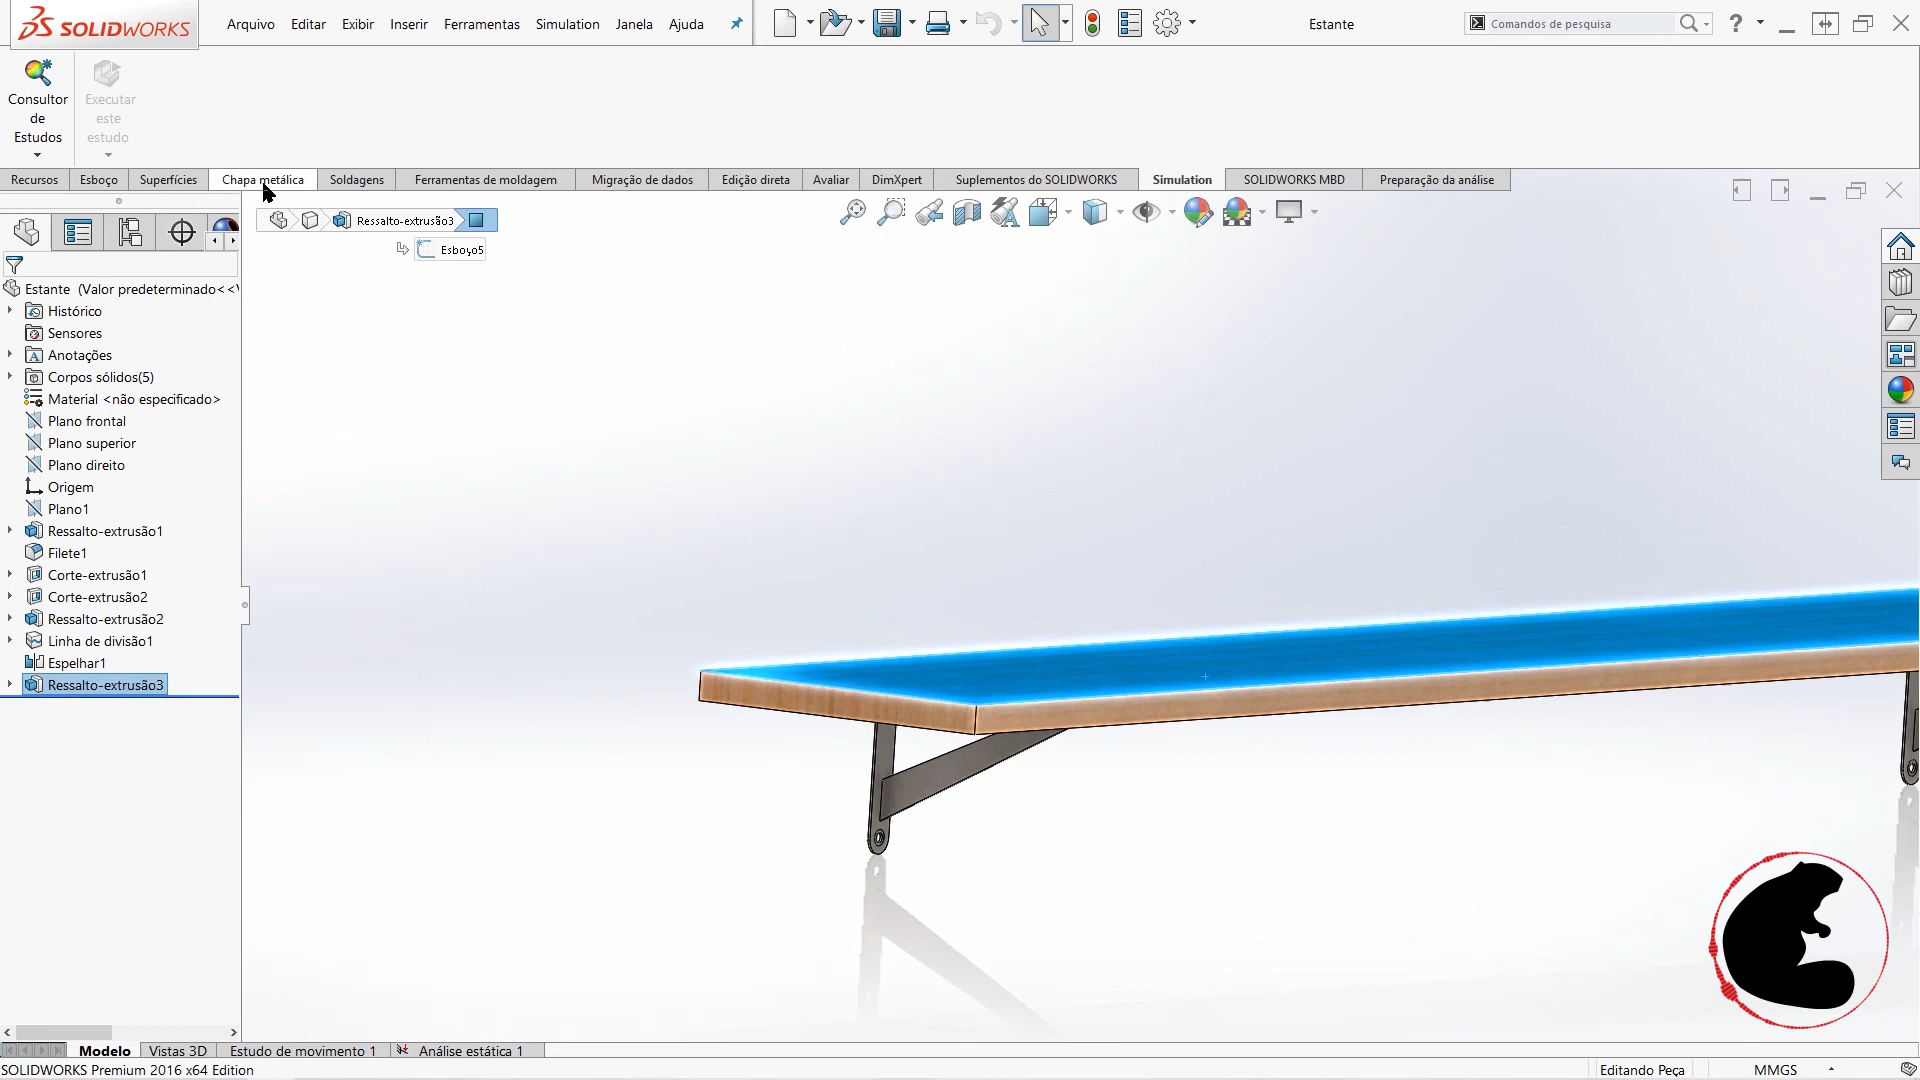 SOLIDWORKS
Arquivo Editar Exibir Inserir Ferramentas Simulation Janela Ajuda
Estante
Comandos de pesquisa
?
Consultor de Estudos
Executar este estudo
Recursos Esboço Superfícies Chapa metálica Soldagens Ferramentas de moldagem Migração de dados Edição direta Avaliar DimXpert Suplementos do SOLIDWORKS Simulation SOLIDWORKS MBD Preparação da análise
Ressalto-extrusão3
Esboço5
Estante (Valor predeterminado<<
Histórico
Sensores
Anotações
Corpos sólidos(5)
Material <não especificado>
Plano frontal
Plano superior
Plano direito
Origem
Plano1
Ressalto-extrusão1
Filete1
Corte-extrusão1
Corte-extrusão2
Ressalto-extrusão2
Linha de divisão1
Espelhar1
Ressalto-extrusão3
Modelo Vistas 3D Estudo de movimento 1 Análise estática 1
SOLIDWORKS Premium 2016 x64 Edition
Editando Peça
MMGS